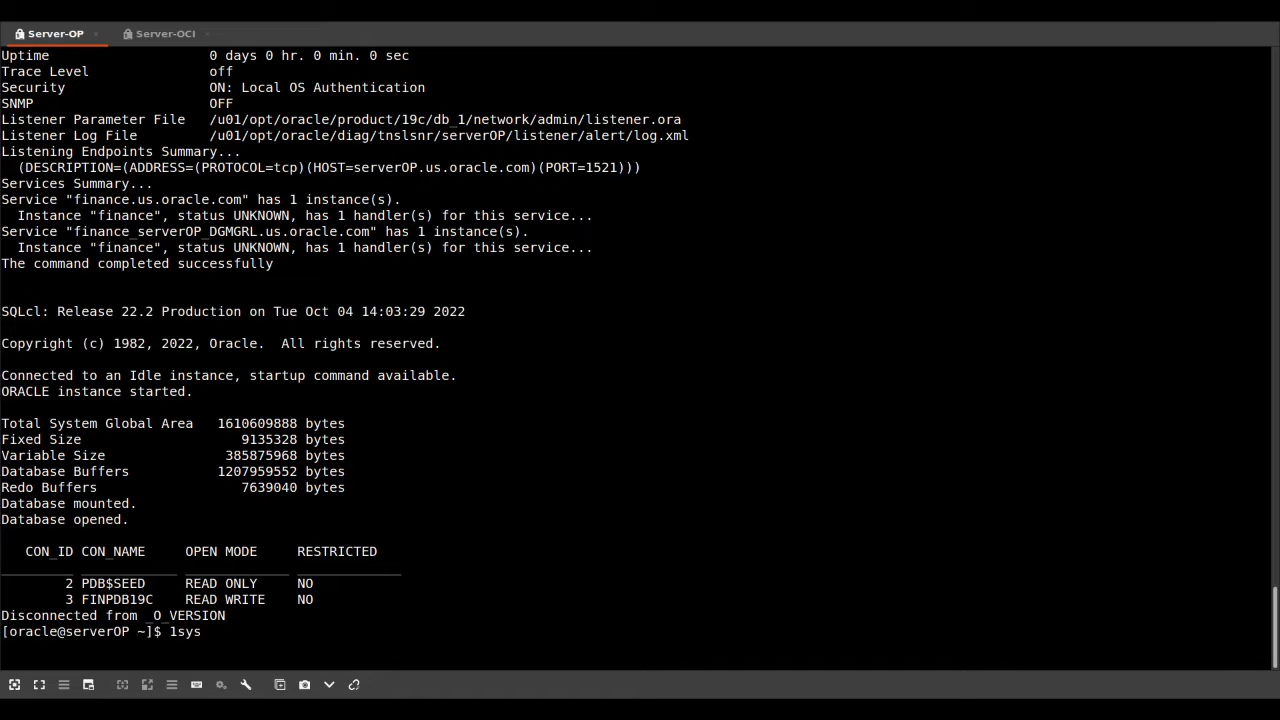 Server-OP × Server-OCI ×
Uptime 0 days 0 hr. 0 min. 0 sec
Trace Level off
Security ON: Local OS Authentication
SNMP OFF
Listener Parameter File /u01/opt/oracle/product/19c/db_1/network/admin/listener.ora
Listener Log File /u01/opt/oracle/diag/tnslsnr/serverOP/listener/alert/log.xml
Listening Endpoints Summary...
(DESCRIPTION=(ADDRESS=(PROTOCOL=tcp)(HOST=serverOP.us.oracle.com)(PORT=1521)))
Services Summary...
Service "finance.us.oracle.com" has 1 instance(s).
Instance "finance", status UNKNOWN, has 1 handler(s) for this service...
Service "finance_serverOP_DGMGRL.us.oracle.com" has 1 instance(s).
Instance "finance", status UNKNOWN, has 1 handler(s) for this service...
The command completed successfully
SQLcl: Release 22.2 Production on Tue Oct 04 14:03:29 2022
Copyright (c) 1982, 2022, Oracle. All rights reserved.
Connected to an Idle instance, startup command available.
ORACLE instance started.
Total System Global Area 1610609888 bytes
Fixed Size 9135328 bytes
Variable Size 385875968 bytes
Database Buffers 1207959552 bytes
Redo Buffers 7639040 bytes
Database mounted.
Database opened.
CON_ID CON_NAME OPEN MODE RESTRICTED
_________ ____________ _____________ _____________
2 PDB$SEED READ ONLY NO
3 FINPDB19C READ WRITE NO
Disconnected from _O_VERSION
[oracle@serverOP ~]$ 1sys